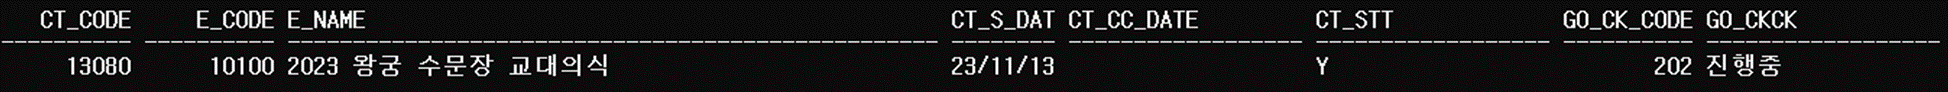 CT_CODE E_CODE E_NAME CT_S_DAT CT_CC_DATE CT_STT GO_CK_CODE GO_CKCK
---------- ---------- -------------------------------------------------- -------- ------------------ ------------------ ---------- ------------------
13080 10100 2023 왕궁 수문장 교대의식 23/11/13 Y 202 진행중